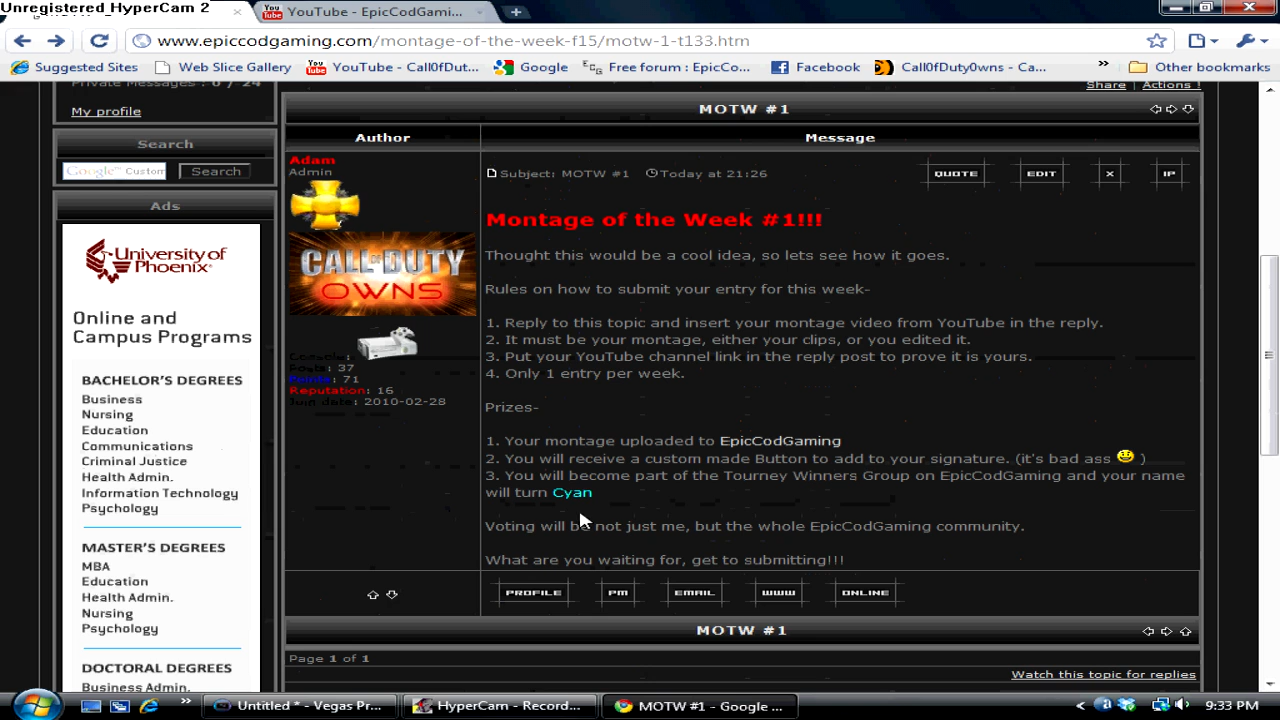 Unregistered HyperCam 2
YouTube - EpicCodGami...
www.epiccodgaming.com/montage-of-the-week-f15/motw-1-t133.htm
Suggested Sites
Web Slice Gallery
YouTube - Call0fDut...
Google
Free forum : EpicCo...
Facebook
Call0fDuty0wns - Ca...
»
Other bookmarks
Private Messages : 0 / 24
My profile
Search
Google™ Custom
Search
Ads
University of
Phoenix®
Online and
Campus Programs
BACHELOR'S DEGREES
Business
Nursing
Education
Communications
Criminal Justice
Health Admin.
Information Technology
Psychology
MASTER'S DEGREES
MBA
Education
Health Admin.
Nursing
Psychology
DOCTORAL DEGREES
Business Admin.
Share | Actions !
MOTW #1
Author
Message
Adam
Admin
CALL OF DUTY
OWNS
Console:
Posts: 37
Points: 71
Reputation: 16
Join date: 2010-02-28
Subject: MOTW #1 Today at 21:26
QUOTE
EDIT
X
IP
Montage of the Week #1!!!
Thought this would be a cool idea, so lets see how it goes.
Rules on how to submit your entry for this week-
1. Reply to this topic and insert your montage video from YouTube in the reply.
2. It must be your montage, either your clips, or you edited it.
3. Put your YouTube channel link in the reply post to prove it is yours.
4. Only 1 entry per week.
Prizes-
1. Your montage uploaded to EpicCodGaming
2. You will receive a custom made Button to add to your signature. (it's bad ass )
3. You will become part of the Tourney Winners Group on EpicCodGaming and your name
will turn Cyan
Voting will be not just me, but the whole EpicCodGaming community.
What are you waiting for, get to submitting!!!
PROFILE
PM
EMAIL
WWW
ONLINE
MOTW #1
Page 1 of 1
Watch this topic for replies
Untitled * - Vegas Pr...
HyperCam - Record...
MOTW #1 - Google ...
9:33 PM